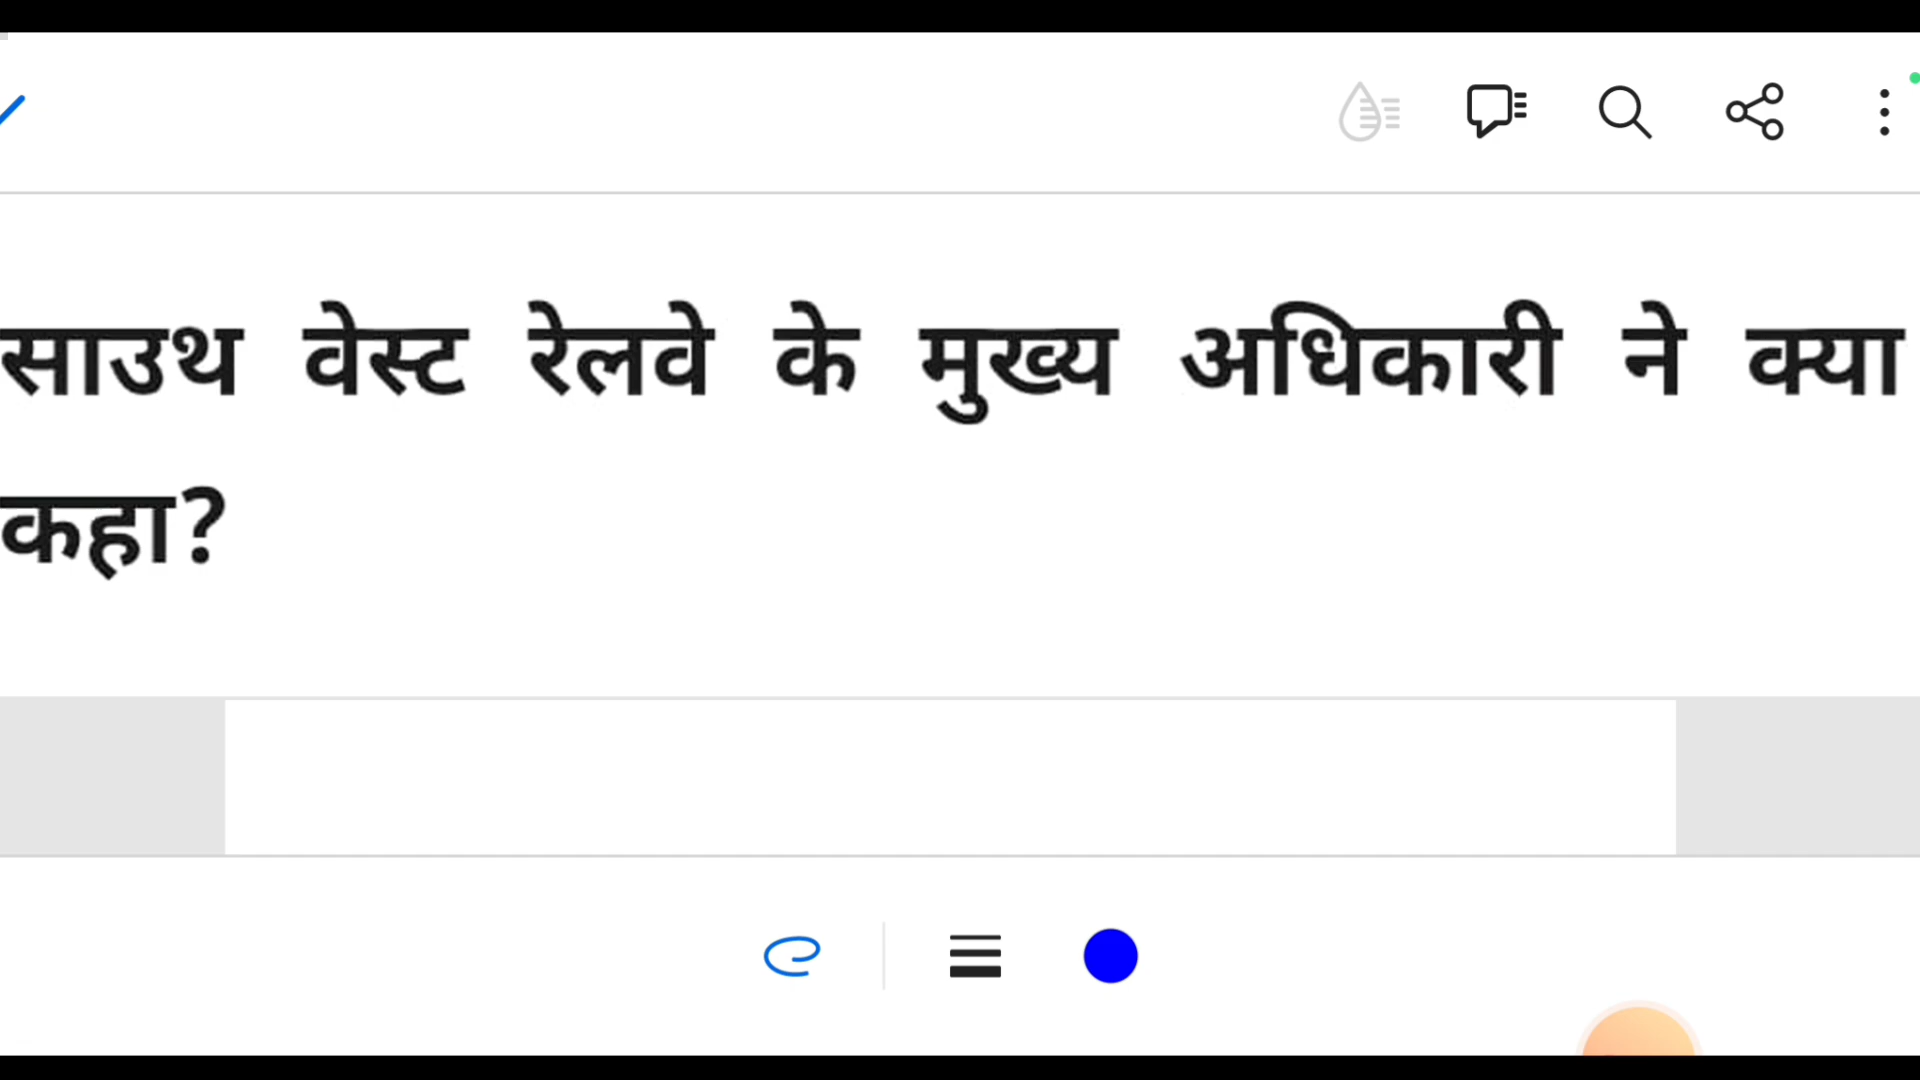 साउथ वेस्ट रेलवे के मुख्य अधिकारी ने क्या
कहा?